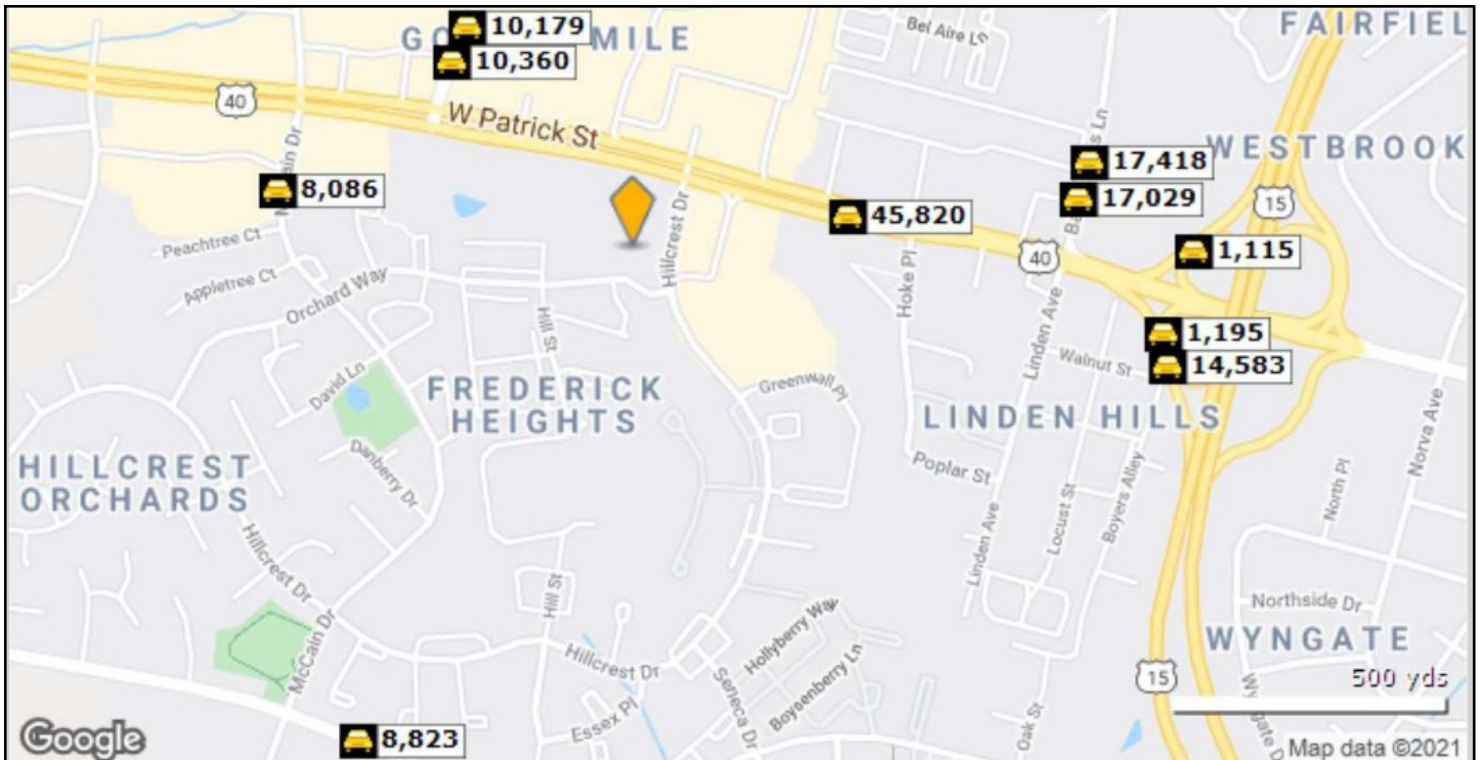 10,179
GO MILE
FAIRFIEL
10,360
Bel Aire Ln
40
W Patrick St
17,418
WESTBROOK
8,086
ain Dr
17,029
15
45,820
Hillcrest Dr
Peachtree Ct
40
1,115
Appletree Ct
Orchard Way
Hoke Pl
Hill St
Linden Ave
1,195
Walnut St
14,583
David Ln
FREDERICK
HEIGHTS
Greenwall Pl
LINDEN HILLS
Norva Ave
HILLCREST
ORCHARDS
Danberry Dr
Poplar St
North Pl
Locust St
Boyers Alley
Linden Ave
Hillcrest Dr
Hill St
Northside Dr
Hollyberry Way
WYNGATE
McCain Dr
Hillcrest Dr
Seneca Dr
Boysenberry Ln
15
500 yds
Essex Pl
Oak St
Google
8,823
Map data ©2021